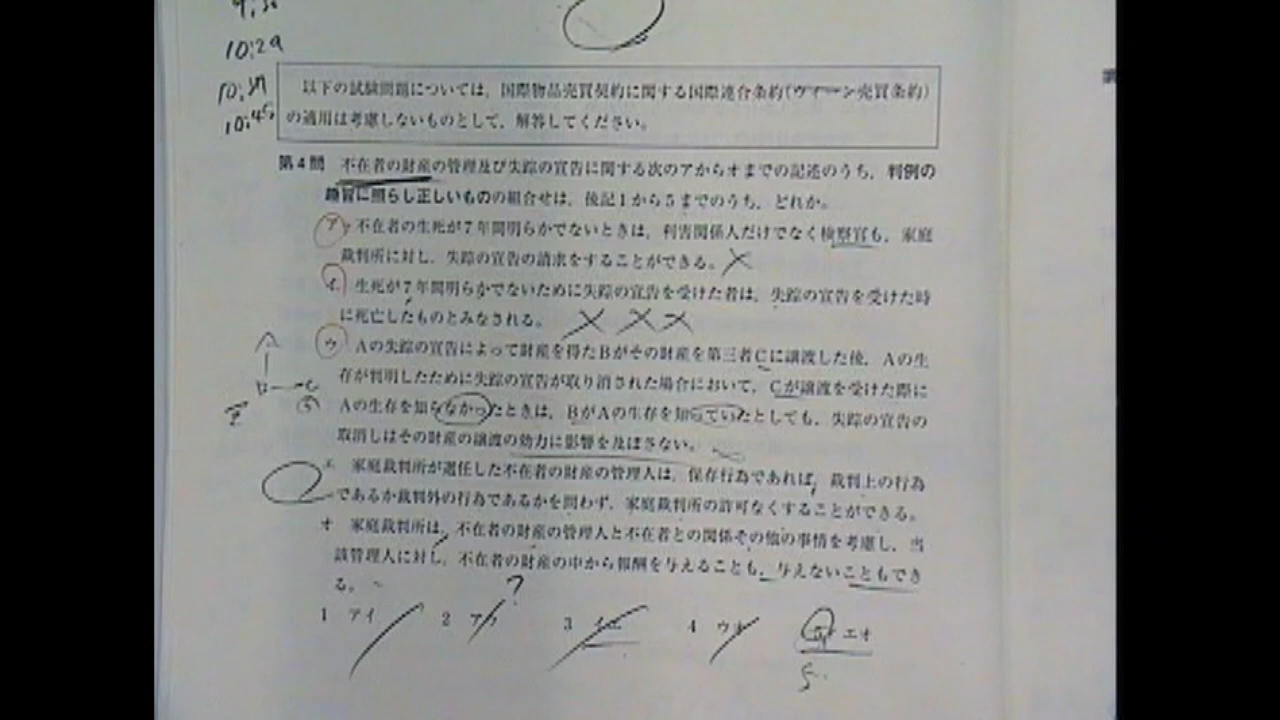 10:29
10:45
以下の試験問題については，国際物品売買契約に関する国際連合条約(ウィーン売買条約)
の適用は考慮しないものとして，解答してください。
第4問 不在者の財産の管理及び失踪の宣告に関する次のアからオまでの記述のうち，判例の
趣旨に照らし正しいものの組合せは，後記1から5までのうち，どれか。
ア 不在者の生死が7年間明らかでないときは，利害関係人だけでなく検察官も，家庭
裁判所に対し，失踪の宣告の請求をすることができる。
イ 生死が7年間明らかでないために失踪の宣告を受けた者は，失踪の宣告を受けた時
に死亡したものとみなされる。
ウ Aの失踪の宣告によって財産を得たBがその財産を第三者Cに譲渡した後，Aの生
存が判明したために失踪の宣告が取り消された場合において，Cが譲渡を受けた際に
Aの生存を知らなかったときは，BがAの生存を知っていたとしても，失踪の宣告の
取消しはその財産の譲渡の効力に影響を及ぼさない。
エ 家庭裁判所が選任した不在者の財産の管理人は，保存行為であれば，裁判上の行為
であるか裁判外の行為であるかを問わず，家庭裁判所の許可なくすることができる。
オ 家庭裁判所は，不在者の財産の管理人と不在者との関係その他の事情を考慮し，当
該管理人に対し，不在者の財産の中から報酬を与えることも，与えないこともでき
る。 ?
1 アイ 2 アウ 3 イエ 4 ウオ 5 エオ
5